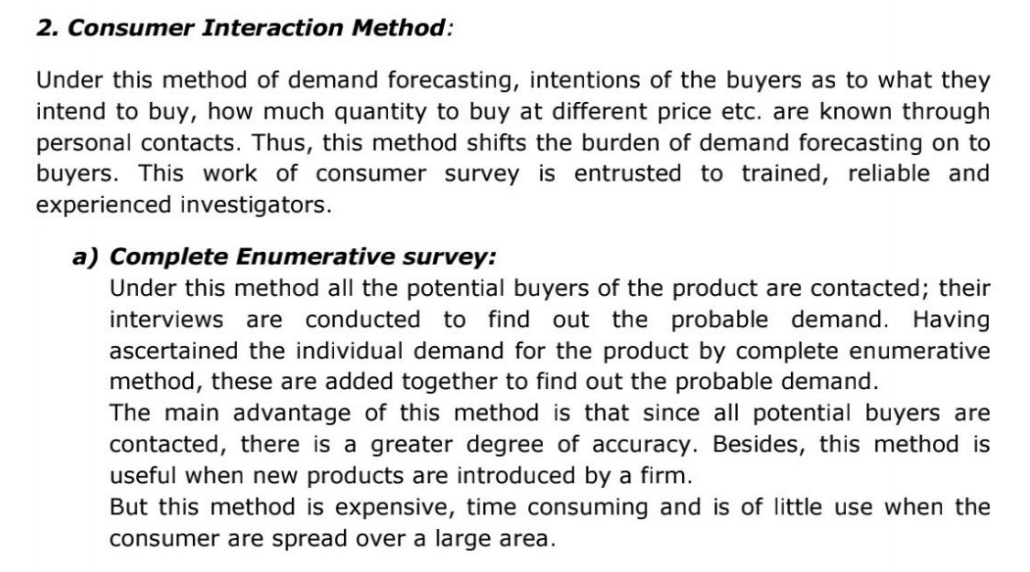 2. Consumer Interaction Method:
Under this method of demand forecasting, intentions of the buyers as to what they
intend to buy, how much quantity to buy at different price etc. are known through
personal contacts. Thus, this method shifts the burden of demand forecasting on to
buyers. This work of consumer survey is entrusted to trained, reliable and
experienced investigators.
a) Complete Enumerative survey:
Under this method all the potential buyers of the product are contacted; their
interviews are conducted to find out the probable demand. Having
ascertained the individual demand for the product by complete enumerative
method, these are added together to find out the probable demand.
The main advantage of this method is that since all potential buyers are
contacted, there is a greater degree of accuracy. Besides, this method is
useful when new products are introduced by a firm.
But this method is expensive, time consuming and is of little use when the
consumer are spread over a large area.